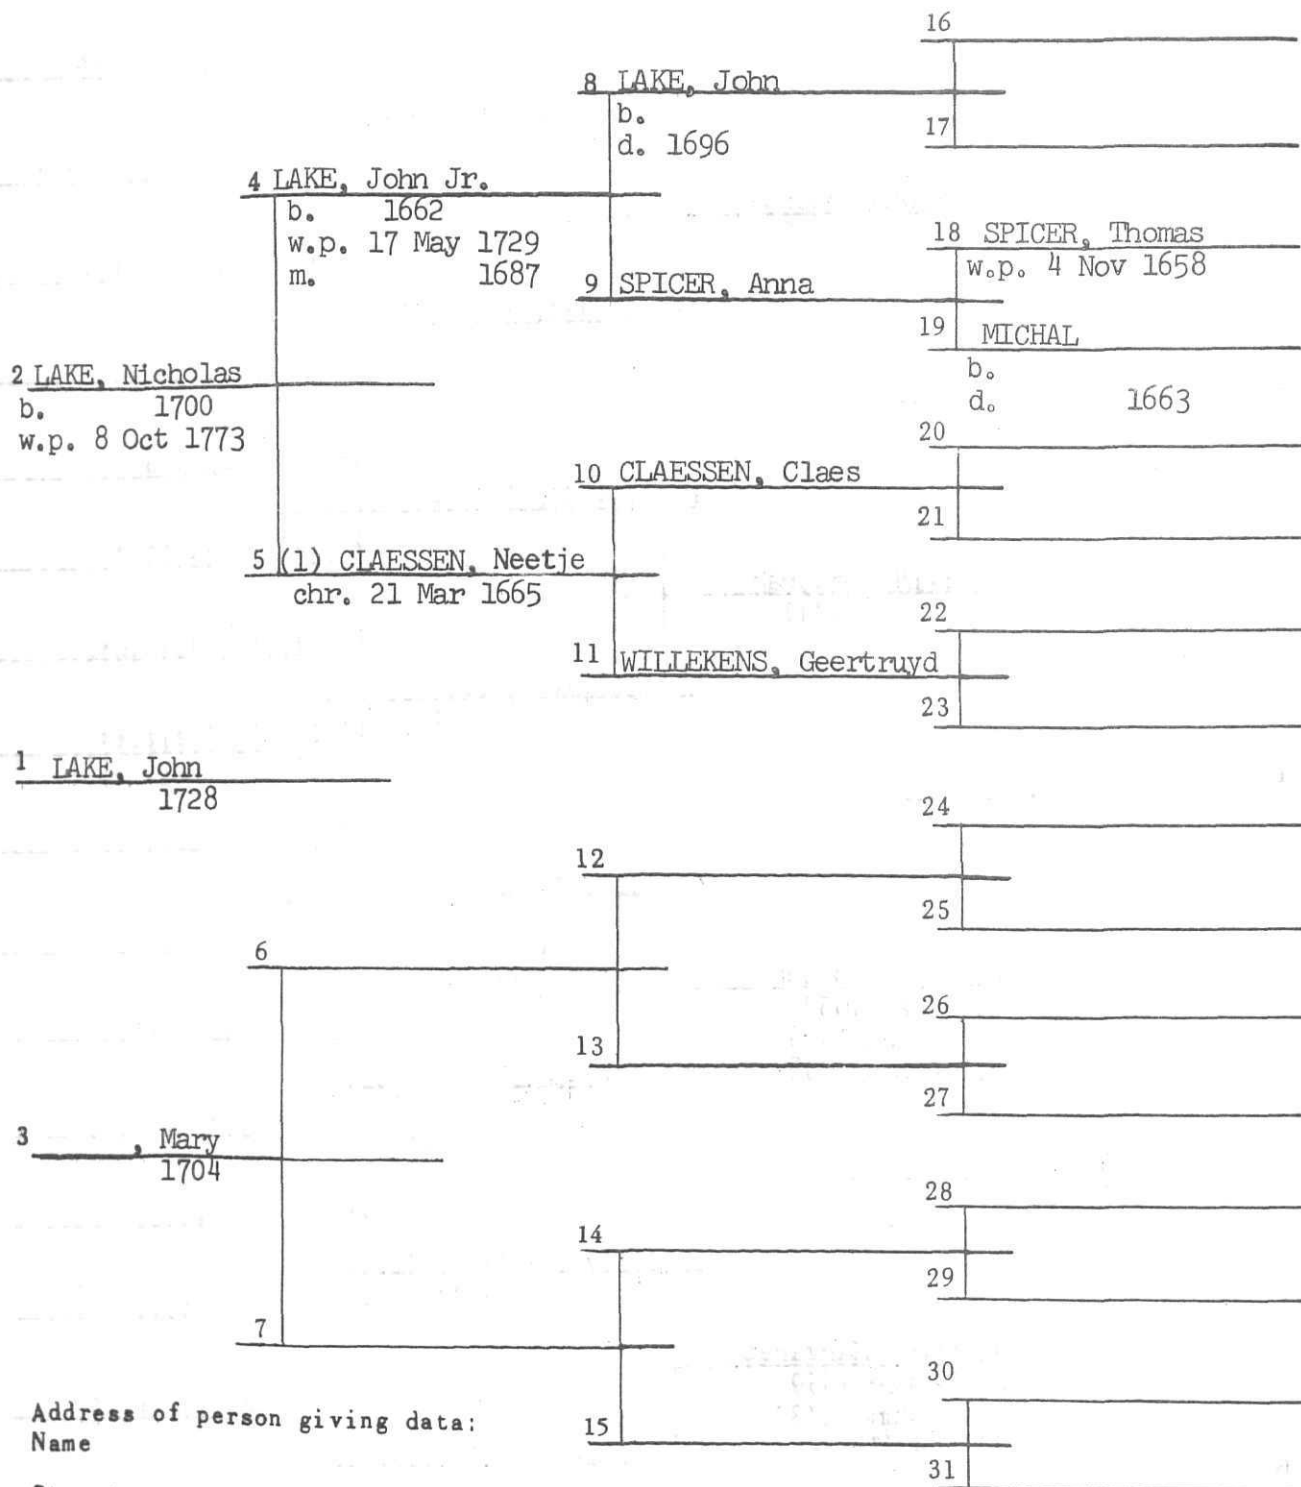 16
8 LAKE, John
b.
d. 1696
17
4 LAKE, John Jr.
b. 1662
w.p. 17 May 1729
m. 1687
18 SPICER, Thomas
w.p. 4 Nov 1658
9 SPICER, Anna
19 MICHAL
b.
d. 1663
2 LAKE, Nicholas
b. 1700
w.p. 8 Oct 1773
20
10 CLAESSEN, Claes
21
5 (1) CLAESSEN, Neetje
chr. 21 Mar 1665
22
11 WILLEKENS, Geertruyd
23
1 LAKE, John
1728
24
12
25
6
26
13
27
3 , Mary
1704
28
14
29
7
30
15
31
Address of person giving data:
Name